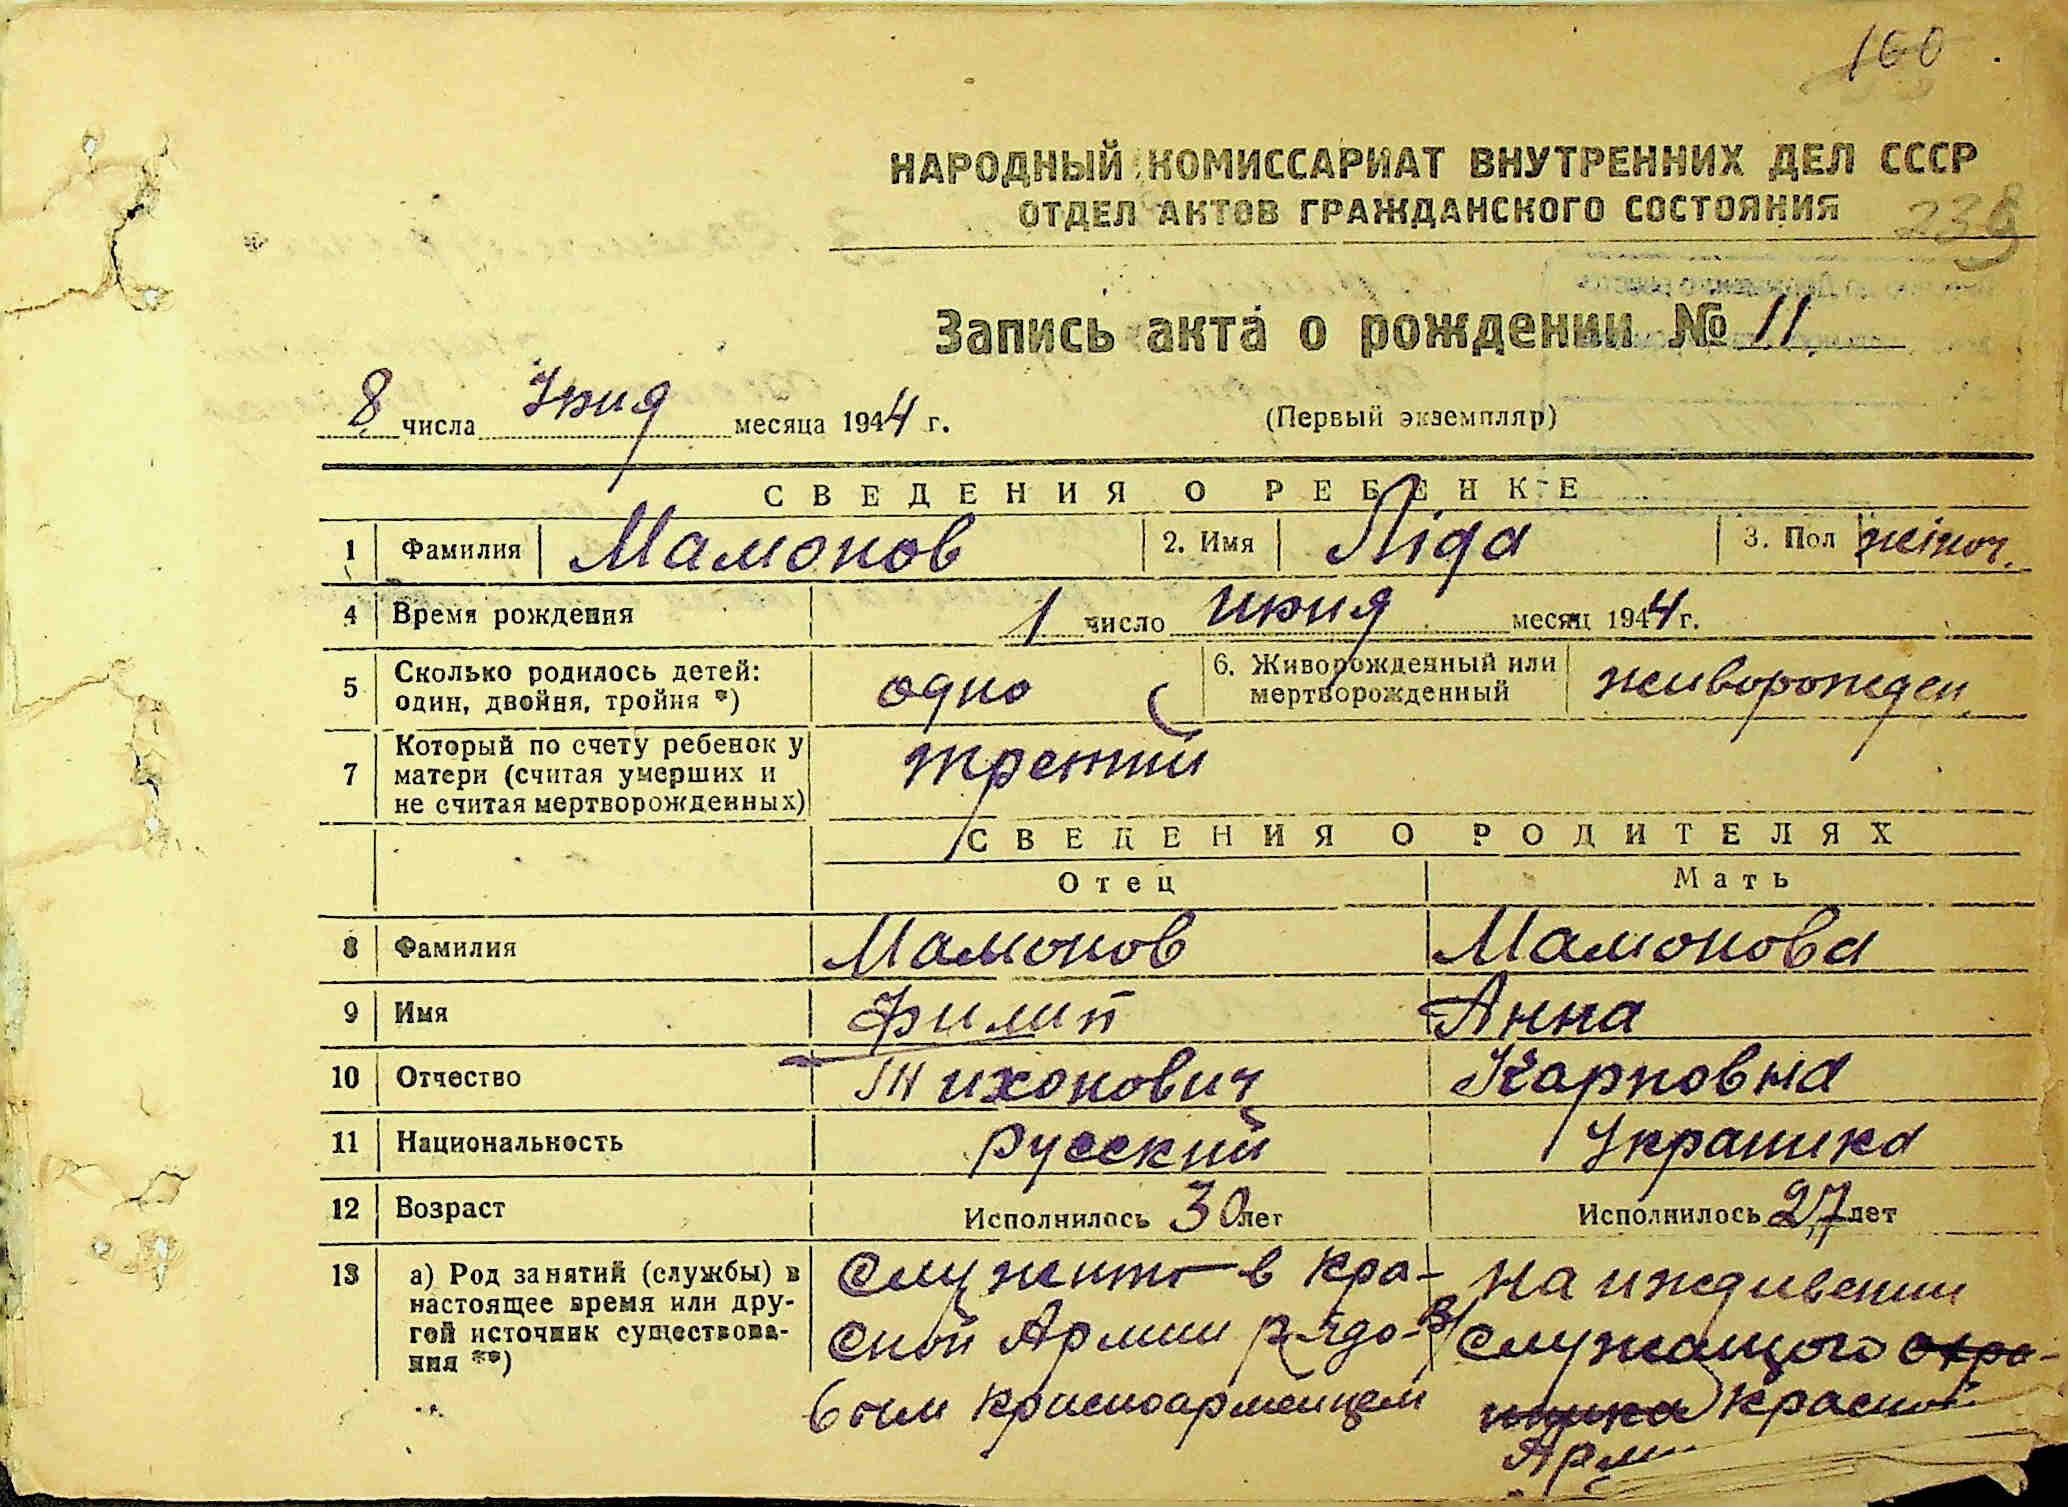 160
НАРОДНЫЙ КОМИССАРИАТ ВНУТРЕННИХ ДЕЛ СССР
ОТДЕЛ АКТОВ ГРАЖДАНСКОГО СОСТОЯНИЯ
239
Запись акта о рождении № 11
8 числа Июня месяца 1944 г. (Первый экземпляр)
СВЕДЕНИЯ О РЕБЕНКЕ
1 Фамилия Мамонов 2. Имя Ліда 3. Пол жіноч.
4 Время рождения 1 число июня месяц 1944 г.
5 Сколько родилось детей: один, двойня, тройня *) одно 6. Живорожденный или мертворожденный живорожден
7 Который по счету ребенок у матери (считая умерших и не считая мертворожденных) третий
СВЕДЕНИЯ О РОДИТЕЛЯХ
Отец Мать
8 Фамилия Мамонов Мамонова
9 Имя Филип Анна
10 Отчество Тихонович Карповна
11 Национальность русский Украинка
12 Возраст Исполнилось 30 лет Исполнилось 27 лет
13 а) Род занятий (службы) в настоящее время или другой источник существования **)
служит в Кра-
сной Армии рядо-
вым красноармейцем
На иждивении
служащого
Красной
Арм